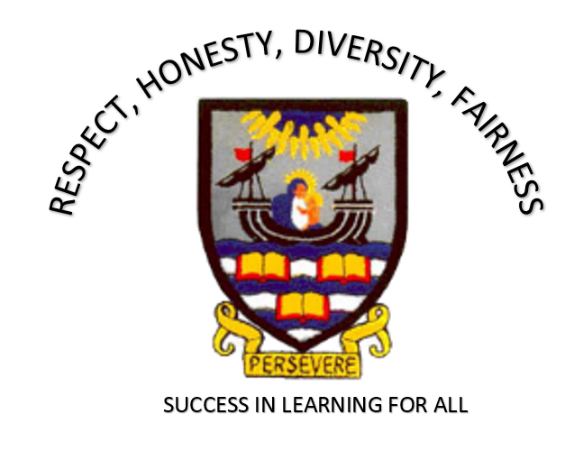 RESPECT, HONESTY, DIVERSITY, FAIRNESS
PERSEVERE
SUCCESS IN LEARNING FOR ALL